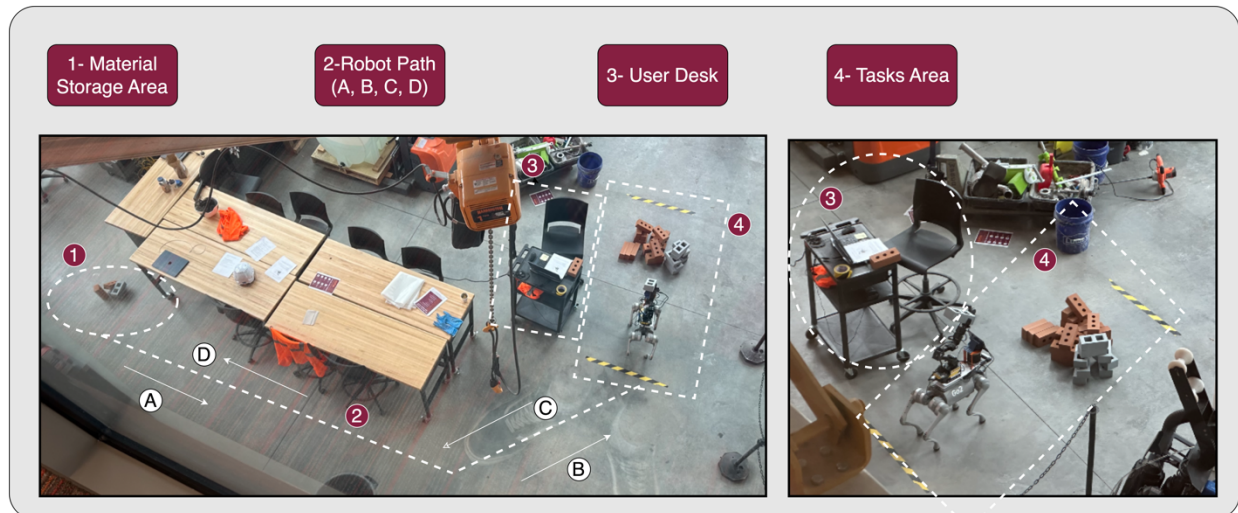 1- Material
Storage Area
2-Robot Path
(A, B, C, D)
3- User Desk
4- Tasks Area
1
2
3
4
A
B
C
D
3
4
Go2